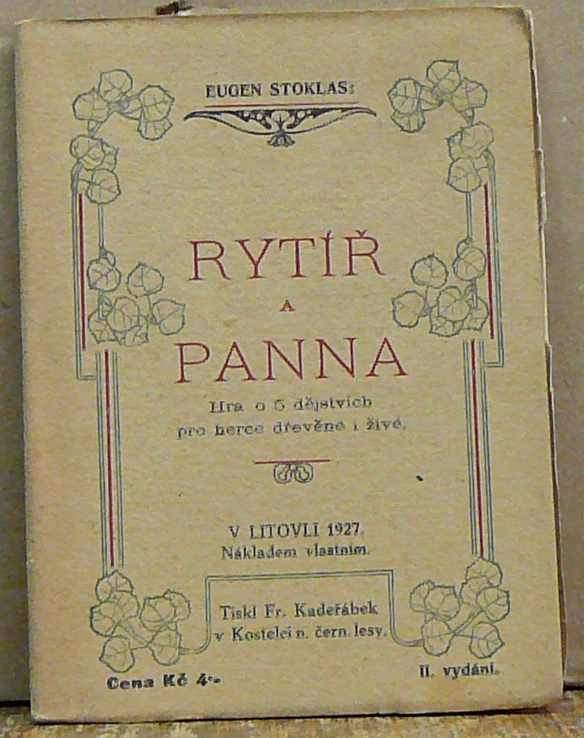 EUGEN STOKLAS:
RYTÍŘ
A
PANNA
Hra o 5 dějstvích
pro herce dřevěné i živé.
V LITOVLI 1927.
Nákladem vlastním.
Tiskl Fr. Kadeřábek
v Kostelci n. čern. lesy.
Cena Kč 4·-
II. vydání.